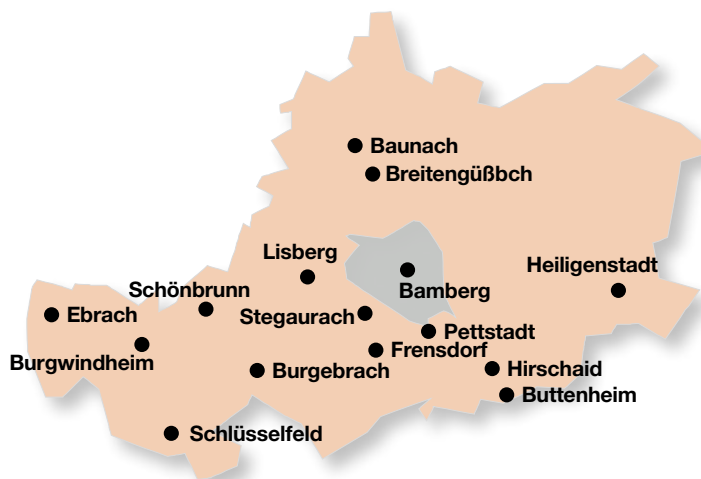 Baunach
Breitengüßbch
Lisberg
Heiligenstadt
Schönbrunn
Bamberg
Ebrach
Stegaurach
Pettstadt
Burgwindheim
Frensdorf
Burgebrach
Hirschaid
Buttenheim
Schlüsselfeld